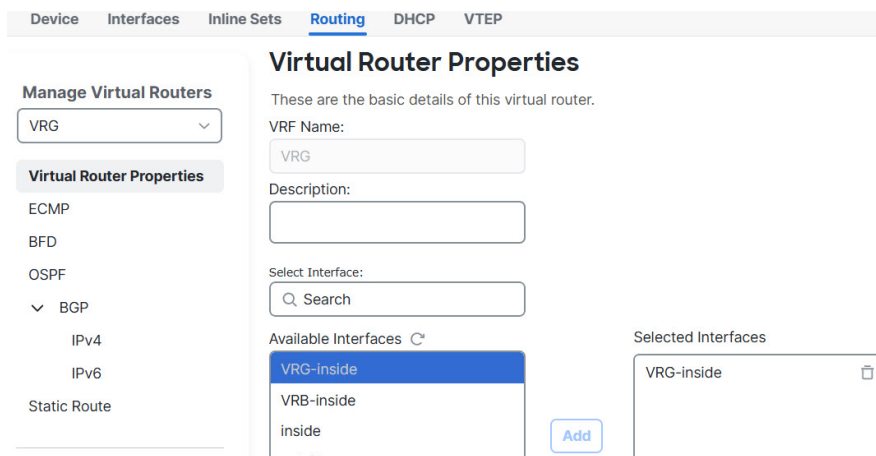 Device Interfaces Inline Sets Routing DHCP VTEP
Manage Virtual Routers
VRG
Virtual Router Properties
ECMP
BFD
OSPF
BGP
IPv4
IPv6
Static Route
Virtual Router Properties
These are the basic details of this virtual router.
VRF Name:
VRG
Description:
Select Interface:
Search
Available Interfaces
VRG-inside
VRB-inside
inside
Add
Selected Interfaces
VRG-inside